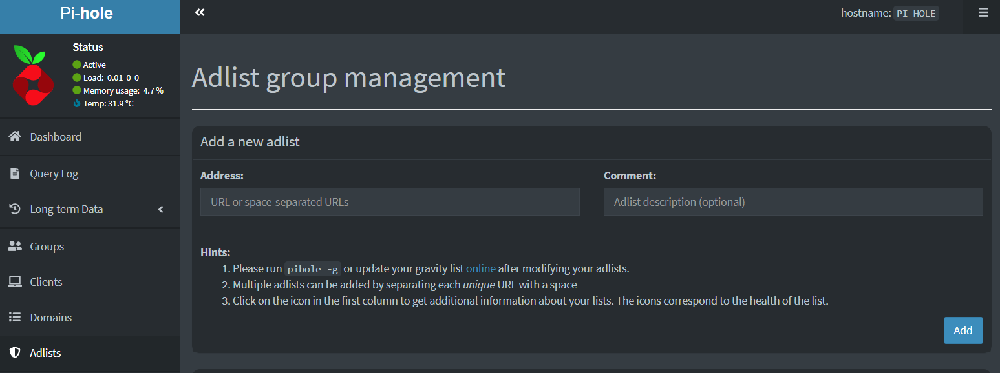 Pi-hole
hostname: PI-HOLE
Status
Active
Load: 0.01 0 0
Memory usage: 4.7 %
Temp: 31.9 °C
Dashboard
Query Log
Long-term Data
Groups
Clients
Domains
Adlists
Adlist group management
Add a new adlist
Address:
URL or space-separated URLs
Comment:
Adlist description (optional)
Hints:
1. Please run pihole -g or update your gravity list online after modifying your adlists.
2. Multiple adlists can be added by separating each unique URL with a space
3. Click on the icon in the first column to get additional information about your lists. The icons correspond to the health of the list.
Add